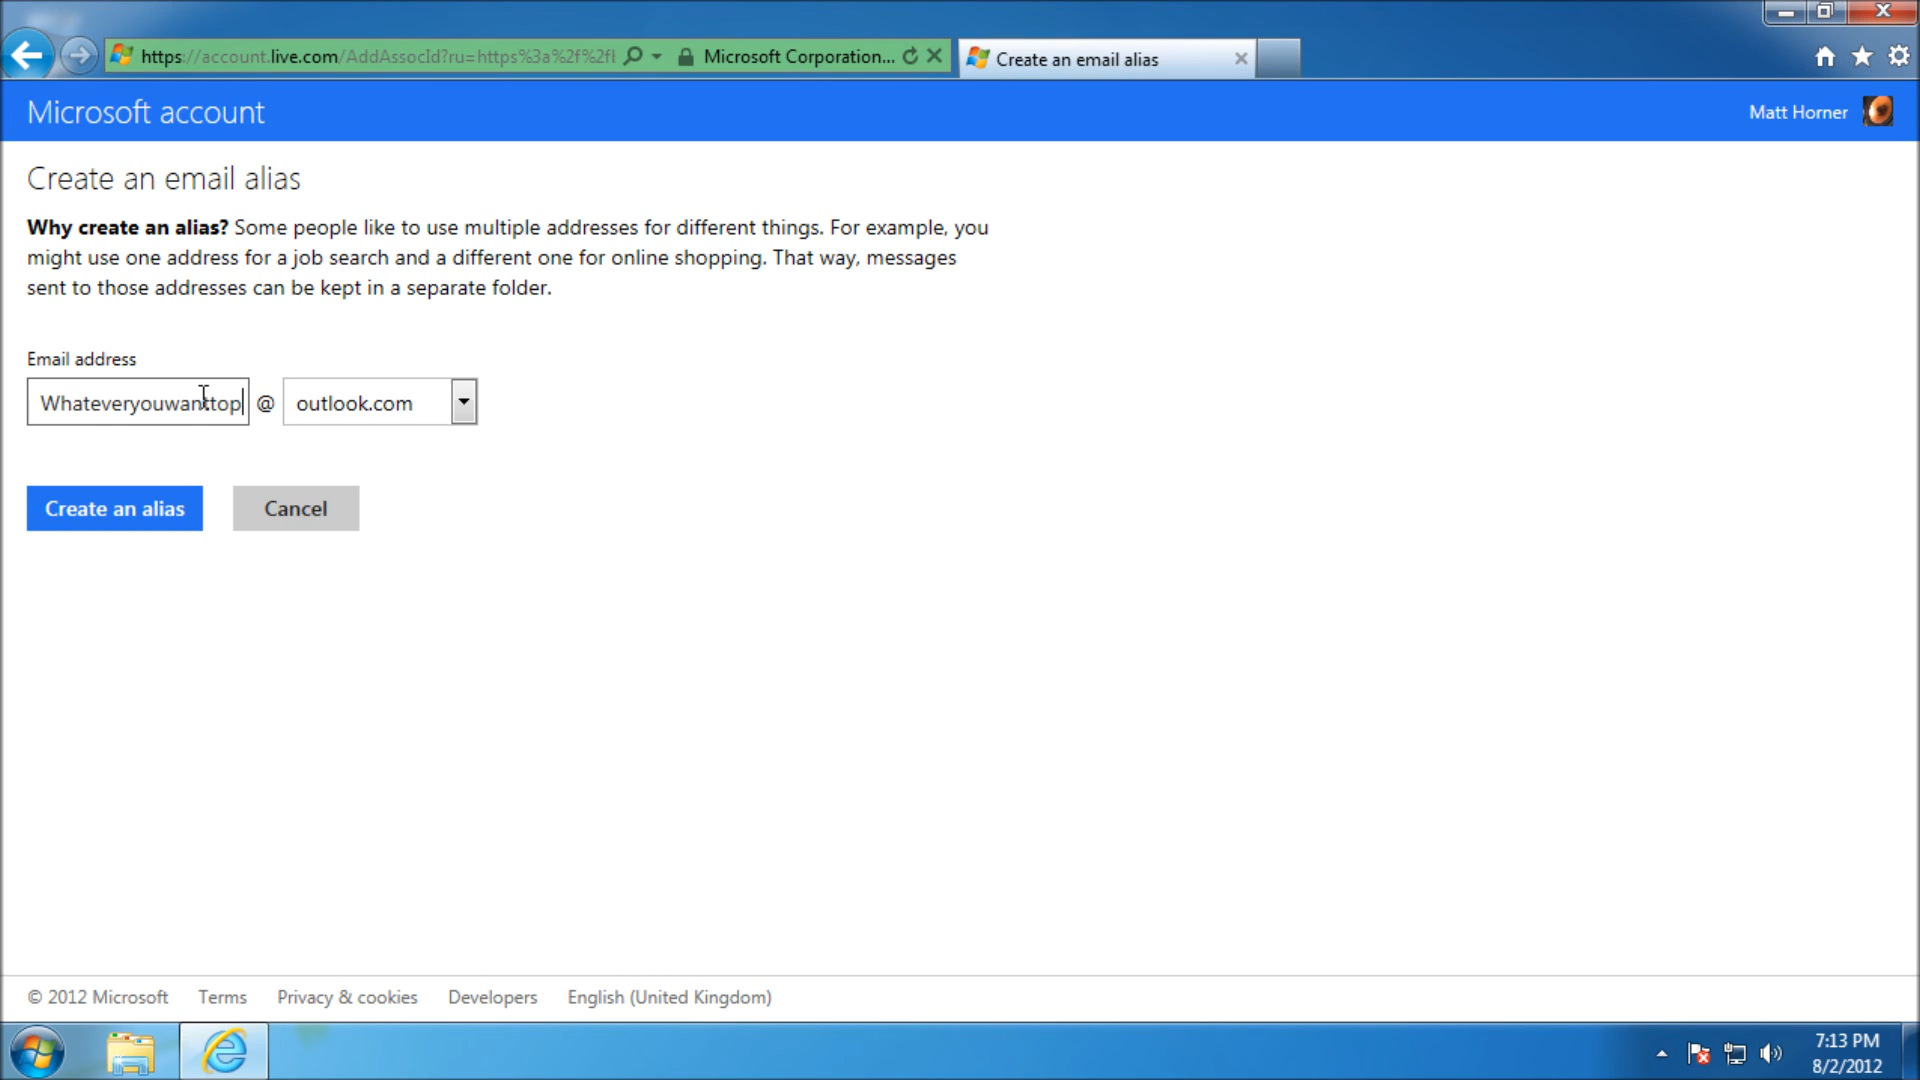 https://account.live.com/AddAssocId?ru=https%3a%2f%2fl
Microsoft Corporation...
Create an email alias
Microsoft account
Matt Horner
Create an email alias
Why create an alias? Some people like to use multiple addresses for different things. For example, you
might use one address for a job search and a different one for online shopping. That way, messages
sent to those addresses can be kept in a separate folder.
Email address
Whateveryouwanttop @ outlook.com
Create an alias
Cancel
© 2012 Microsoft Terms Privacy & cookies Developers English (United Kingdom)
7:13 PM
8/2/2012